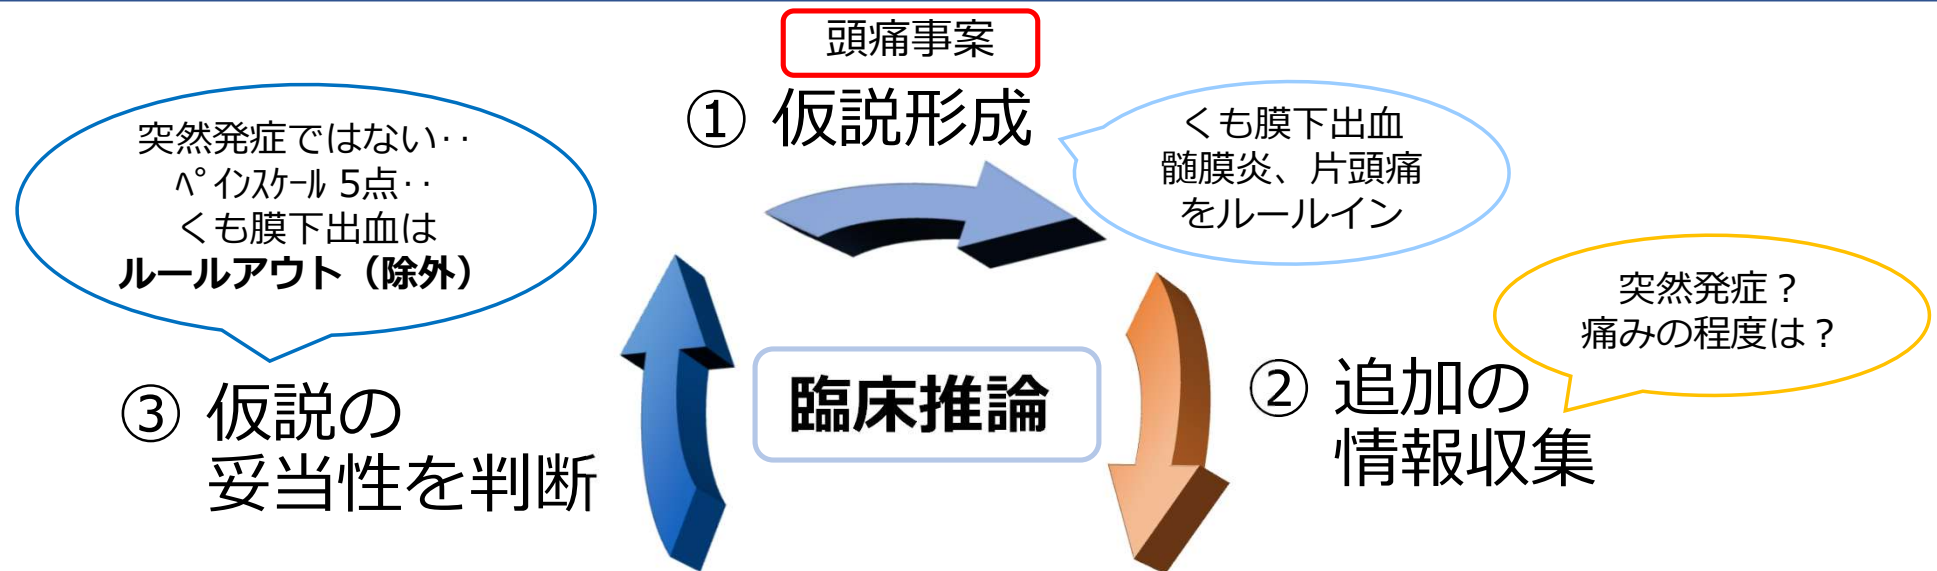 頭痛事案
① 仮説形成
くも膜下出血
髄膜炎、片頭痛
をルールイン
突然発症？
痛みの程度は？
② 追加の
情報収集
突然発症ではない‥
ﾍﾟｲﾝｽｹｰﾙ 5点‥
くも膜下出血は
ルールアウト（除外）
③ 仮説の
妥当性を判断
臨床推論